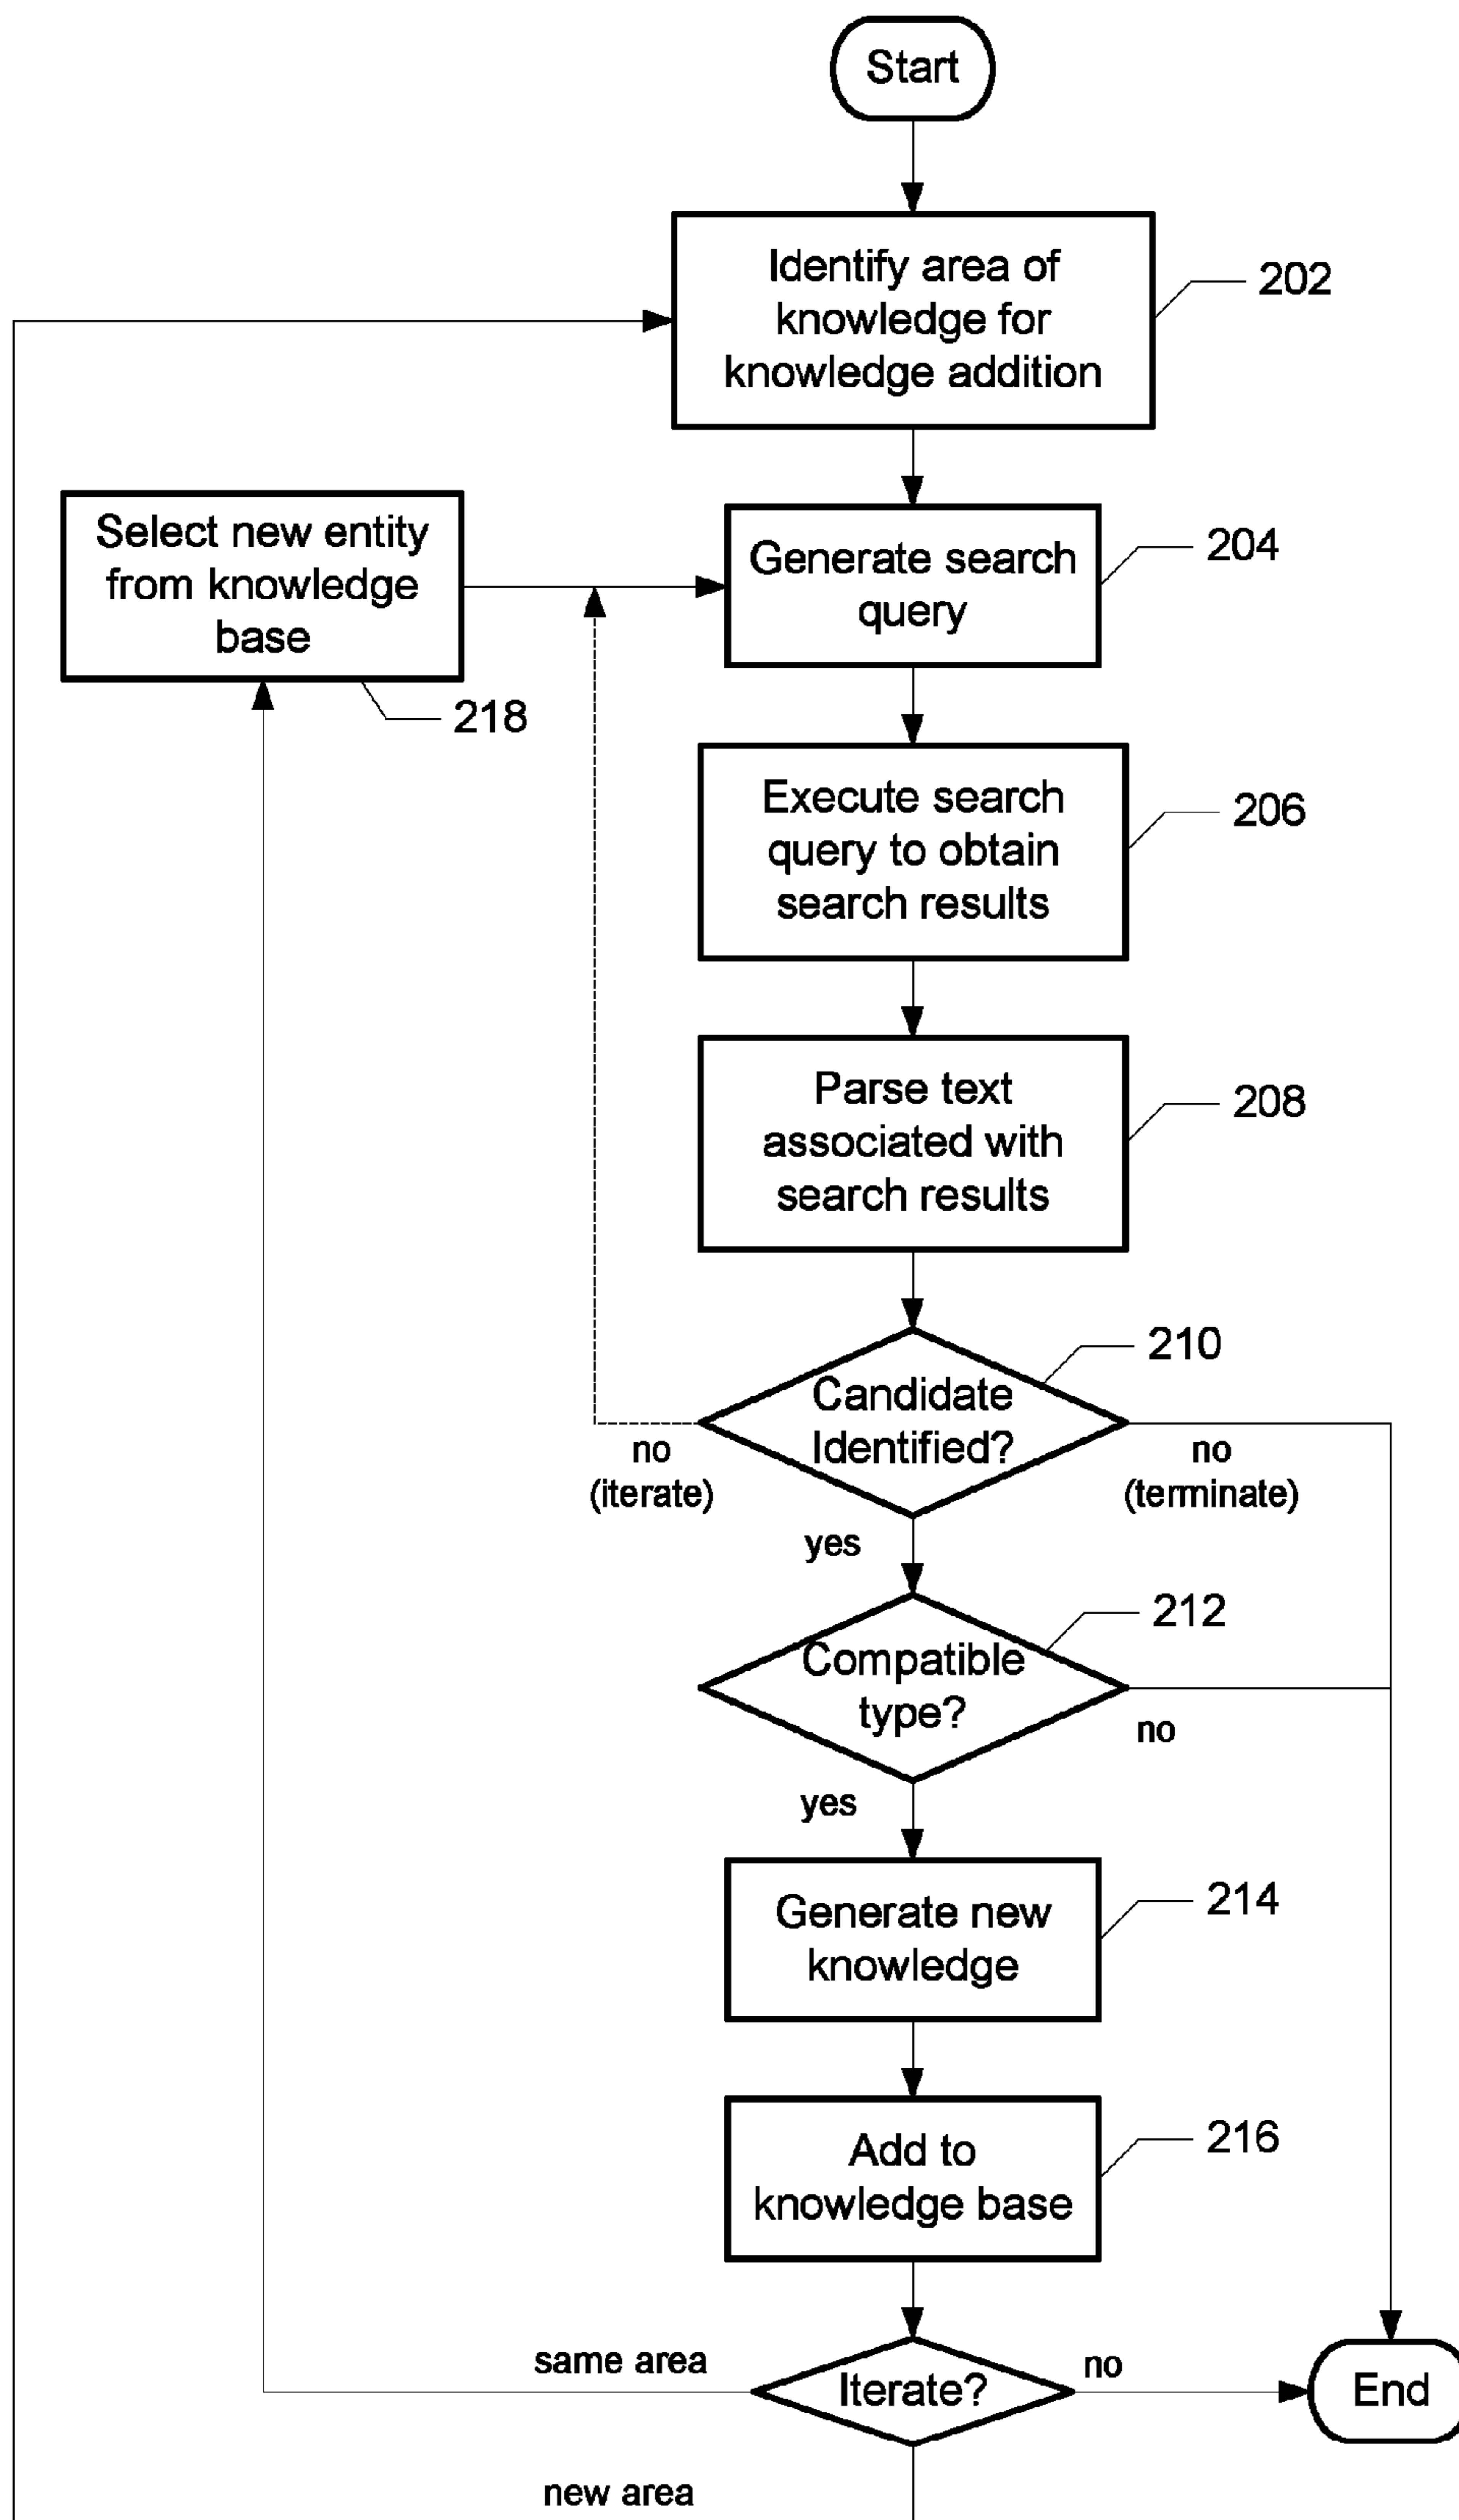 Start
Identify area of
knowledge for
knowledge addition
202
Select new entity
from knowledge
base
218
Generate search
query
204
Execute search
query to obtain
search results
206
Parse text
associated with
search results
208
Candidate
Identified?
210
no
(iterate)
no
(terminate)
yes
Compatible
type?
212
no
yes
Generate new
knowledge
214
Add to
knowledge base
216
same area
Iterate?
no
End
new area